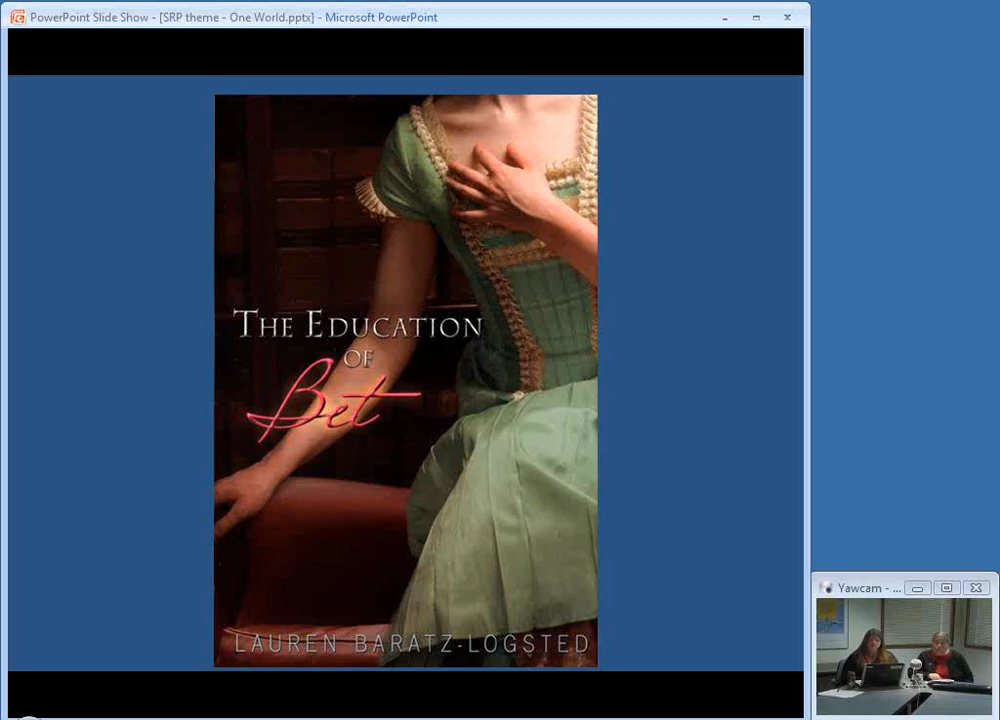 PowerPoint Slide Show - [SRP theme - One World.pptx] - Microsoft PowerPoint
THE EDUCATION
OF
Bet
LAUREN BARATZ-LOGSTED
Yawcam - ...